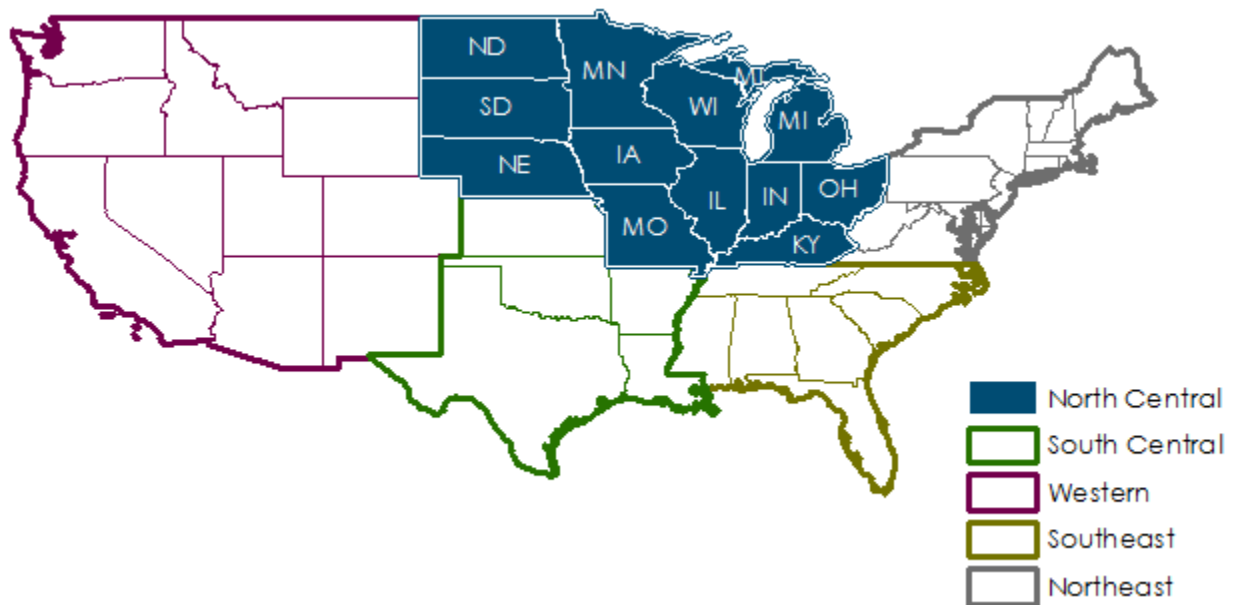 ND
MN
MI
SD
WI
MI
NE
IA
OH
IL
IN
MO
KY
North Central
South Central
Western
Southeast
Northeast